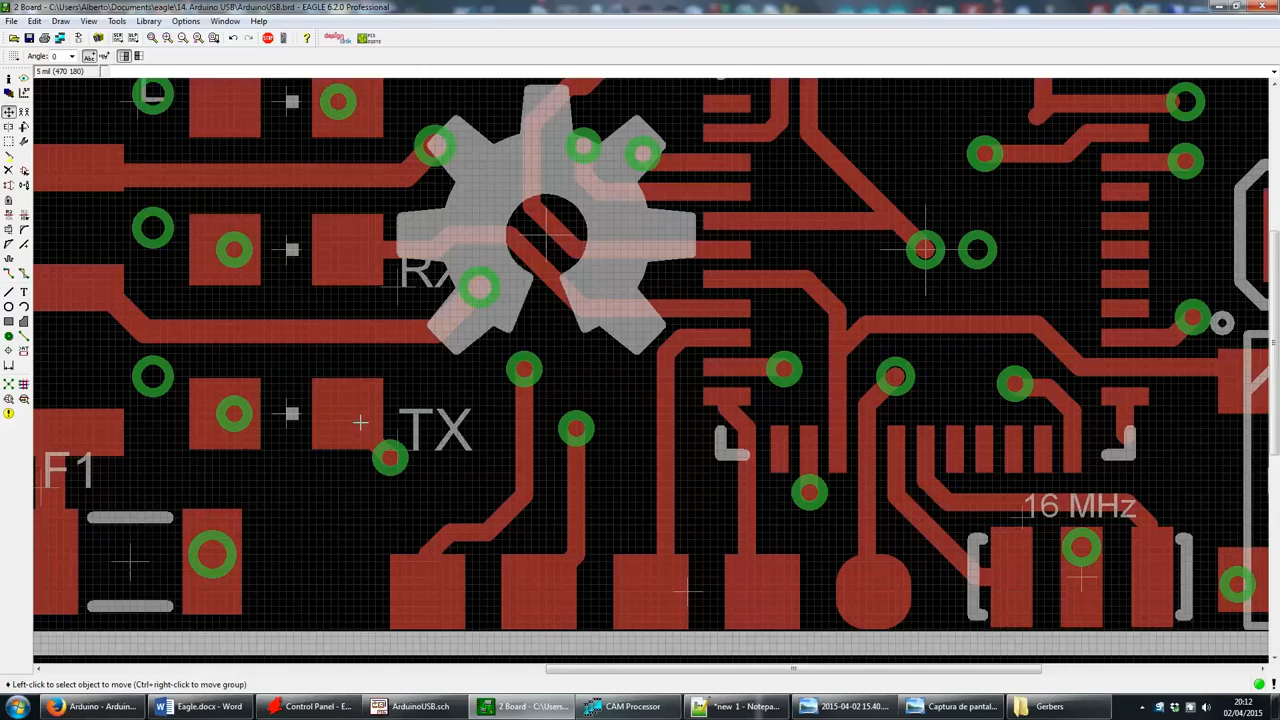 2 Board - C:\Users\Alberto\Documents\eagle\14. Arduino USB\ArduinoUSB.brd - EAGLE 6.2.0 Professional
File Edit Draw View Tools Library Options Window Help
design link
Angle: 0
5 mil (470 180)
L
RX
TX
F1
16 MHz
Left-click to select object to move (Ctrl+right-click to move group)
Arduino - Arduin...
Eagle.docx - Word
Control Panel - E...
ArduinoUSB.sch
2 Board - C:\Users...
CAM Processor
*new 1 - Notepa...
2015-04-02 15.40....
Captura de pantal...
Gerbers
20:12
02/04/2015